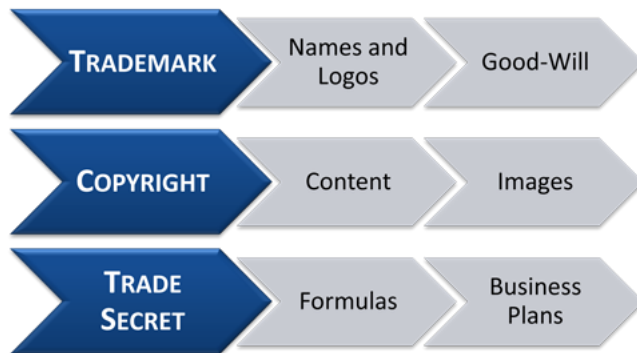 TRADEMARK
Names and
Logos
Good-Will
COPYRIGHT
Content
Images
TRADE
SECRET
Formulas
Business
Plans